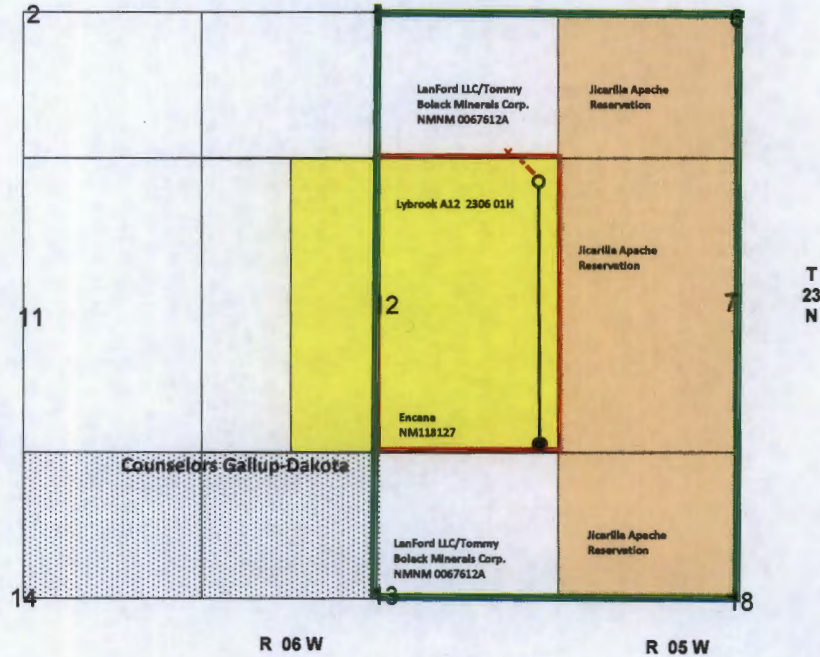 2
6
LanFord LLC/Tommy
Bolack Minerals Corp.
NMNM 0067612A
Jicarilla Apache
Reservation
Lybrook A12 2306 01H
Jicarilla Apache
Reservation
T
23
N
11
12
7
Encana
NM118127
Counselors Gallup-Dakota
LanFord LLC/Tommy
Bolack Minerals Corp.
NMNM 0067612A
Jicarilla Apache
Reservation
14
13
18
R 06 W
R 05 W